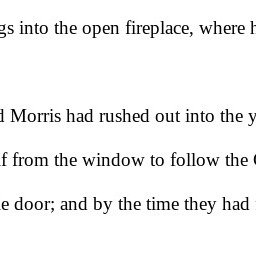 gs into the open fireplace, where
Morris had rushed out into the
from the window to follow the
door; and by the time they had